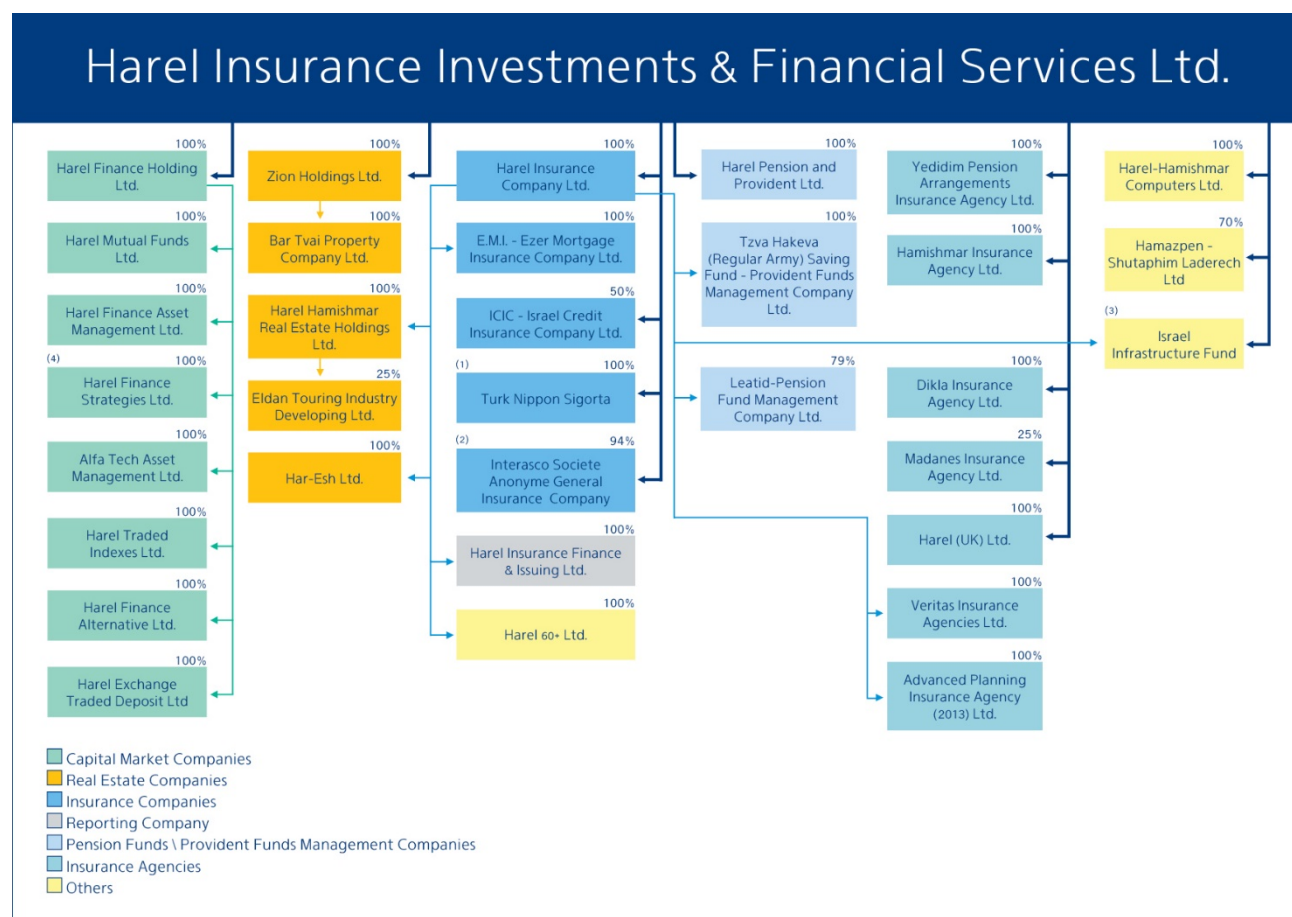 Harel Insurance Investments & Financial Services Ltd.
100%
Harel Finance Holding
Ltd.
100%
Harel Mutual Funds
Ltd.
100%
Harel Finance Asset
Management Ltd.
(4) 100%
Harel Finance
Strategies Ltd.
100%
Alfa Tech Asset
Management Ltd.
100%
Harel Traded
Indexes Ltd.
100%
Harel Finance
Alternative Ltd.
100%
Harel Exchange
Traded Deposit Ltd
100%
Zion Holdings Ltd.
100%
Bar Tvai Property
Company Ltd.
100%
Harel Hamishmar
Real Estate Holdings
Ltd.
25%
Eldan Touring Industry
Developing Ltd.
100%
Har-Esh Ltd.
100%
Harel Insurance
Company Ltd.
100%
E.M.I. - Ezer Mortgage
Insurance Company Ltd.
50%
ICIC - Israel Credit
Insurance Company Ltd.
(1) 100%
Turk Nippon Sigorta
(2) 94%
Interasco Societe
Anonyme General
Insurance Company
100%
Harel Insurance Finance
& Issuing Ltd.
100%
Harel 60+ Ltd.
100%
Harel Pension and
Provident Ltd.
100%
Tzva Hakeva
(Regular Army) Saving
Fund - Provident Funds
Management Company
Ltd.
79%
Leatid-Pension
Fund Management
Company Ltd.
100%
Yedidim Pension
Arrangements
Insurance Agency Ltd.
100%
Hamishmar Insurance
Agency Ltd.
100%
Dikla Insurance
Agency Ltd.
25%
Madanes Insurance
Agency Ltd.
100%
Harel (UK) Ltd.
100%
Veritas Insurance
Agencies Ltd.
100%
Advanced Planning
Insurance Agency
(2013) Ltd.
100%
Harel-Hamishmar
Computers Ltd.
70%
Hamazpen -
Shutaphim Laderech
Ltd
(3)
Israel
Infrastructure Fund
Capital Market Companies
Real Estate Companies
Insurance Companies
Reporting Company
Pension Funds \ Provident Funds Management Companies
Insurance Agencies
Others